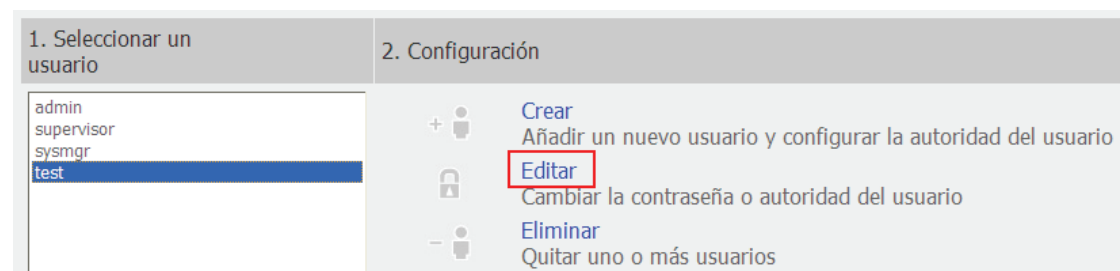 1. Seleccionar un
usuario
2. Configuración
admin
supervisor
sysmgr
test
Crear
Añadir un nuevo usuario y configurar la autoridad del usuario
Editar
Cambiar la contraseña o autoridad del usuario
Eliminar
Quitar uno o más usuarios